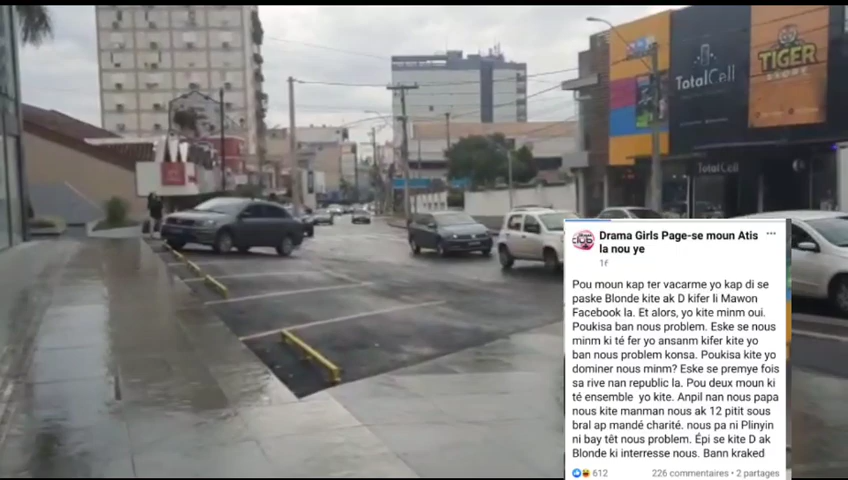 TotalCell
TIGER
TotalCell
Drama Girls Page-se moun Atis
la nou ye
Pou moun kap ter vacarme yo kap di se
paske Blonde kite ak D kifer li Mawon
Facebook la. Et alors, yo kite minm oui.
Poukisa ban nous problem. Eske se nous
minm ki té fer yo ansanm kifer kite yo
ban nous problem konsa. Poukisa kite yo
dominer nous minm? Eske se premye fois
sa rive nan republic la. Pou deux moun ki
té ensemble yo kite. Anpil nan nous papa
nous kite manman nous ak 12 pitit sous
bral ap mandé charité. nous pa ni Plinyin
ni bay têt nous problem. Épi se kite D ak
Blonde ki interresse nous. Bann kraked
612 226 commentaires • 2 partages